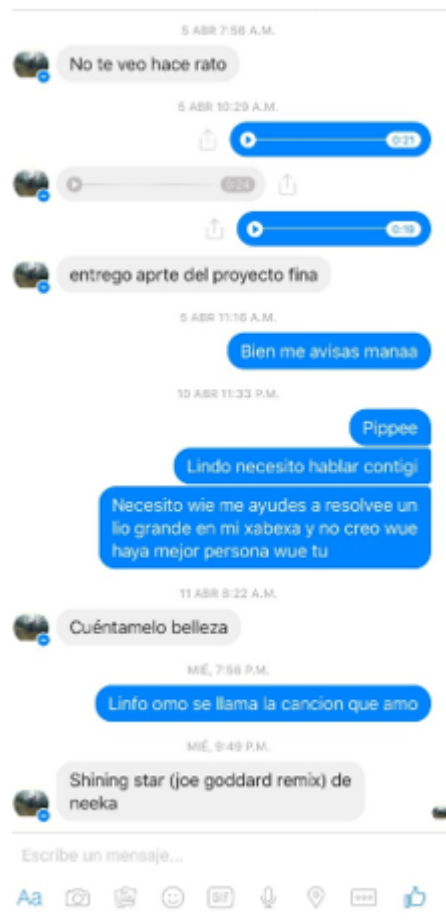 5 ABR 7:56 A.M.
No te veo hace rato
5 ABR 10:29 A.M.
0:21
0:24
0:19
entrego aprte del proyecto fina
5 ABR 11:16 A.M.
Bien me avisas manaa
10 ABR 11:33 P.M.
Pippee
Lindo necesito hablar contigi
Necesito wie me ayudes a resolvee un
lio grande en mi xabexa y no creo wue
haya mejor persona wue tu
11 ABR 8:22 A.M.
Cuéntamelo belleza
MIÉ, 7:56 P.M.
Linfo omo se llama la cancion que amo
MIÉ, 9:49 P.M.
Shining star (joe goddard remix) de
neeka
Escribe un mensaje...
Aa
GIF